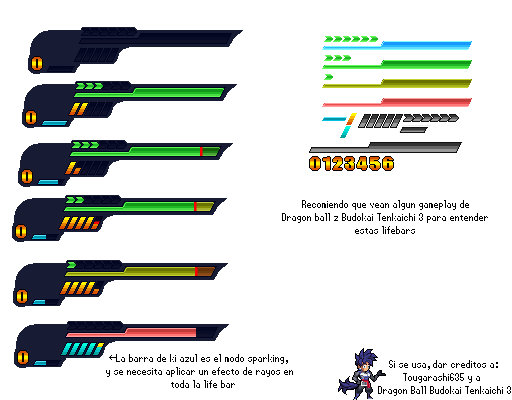 0
0
0
0
0
0
0123456
Recomiendo que vean algun gameplay de
Dragon ball z Budokai Tenkaichi 3 para entender
estas lifebars
←La barra de ki azul es el modo sparking,
y se necesita aplicar un efecto de rayos en
toda la life bar
Si se usa, dar creditos a:
Tougarashi635 y a
Dragon Ball Budokai Tenkaichi 3